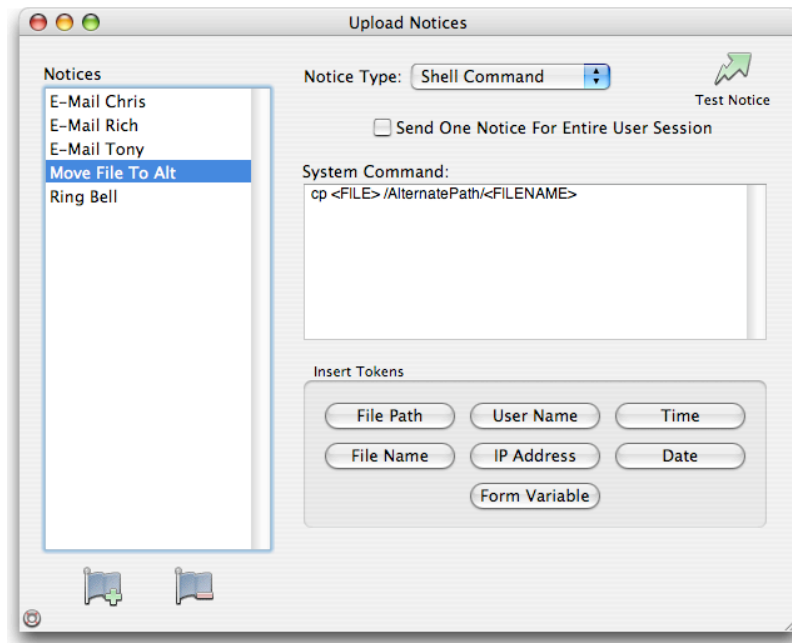 Upload Notices
Notices
E-Mail Chris
E-Mail Rich
E-Mail Tony
Move File To Alt
Ring Bell
Notice Type: Shell Command
Test Notice
Send One Notice For Entire User Session
System Command:
cp <FILE> /AlternatePath/<FILENAME>
Insert Tokens
File Path User Name Time
File Name IP Address Date
Form Variable